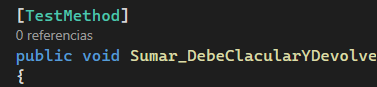 [TestMethod]
0 referencias
public void Sumar_DebeClacularYDevolve
{